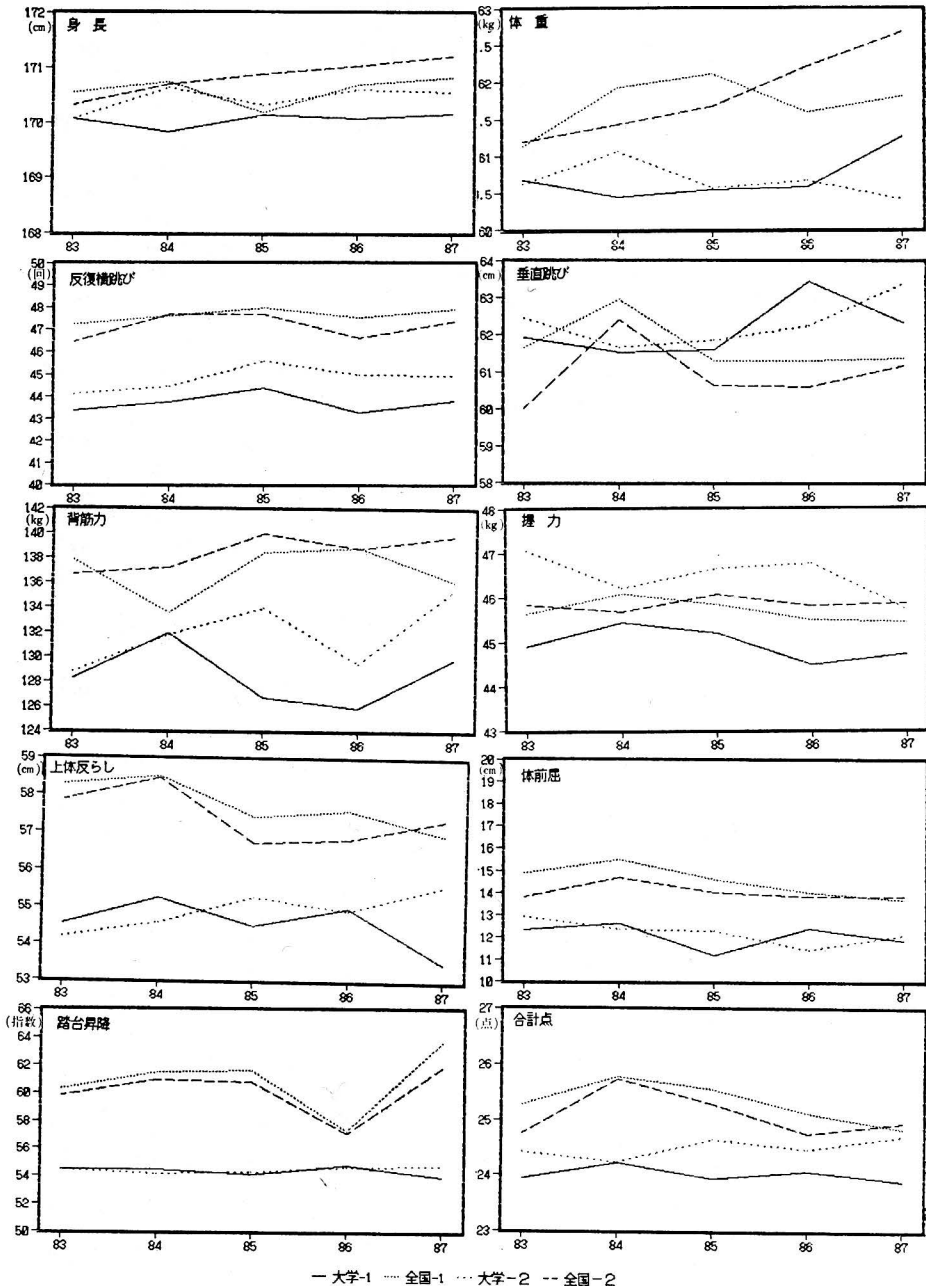 172
(cm)
身 長
171
170
169
168
83 84 85 86 87
63
(kg)
体 重
.5
62
.5
61
.5
60
83 84 85 86 87
50
(回)
反復横跳び
49
48
47
46
45
44
43
42
41
40
83 84 85 86 87
64
(cm)
垂直跳び
63
62
61
60
59
58
83 84 85 86 87
142
(kg)
背筋力
140
138
136
134
132
130
128
126
124
83 84 85 86 87
48
(kg)
握 力
47
46
45
44
43
83 84 85 86 87
59
(cm)
上体反らし
58
57
56
55
54
53
83 84 85 86 87
20
(cm)
体前屈
19
18
17
16
15
14
13
12
11
10
83 84 85 86 87
66
(指数)
踏台昇降
64
62
60
58
56
54
52
50
83 84 85 86 87
27
(点)
合計点
26
25
24
23
83 84 85 86 87
大学-1 全国-1 大学-2 全国-2